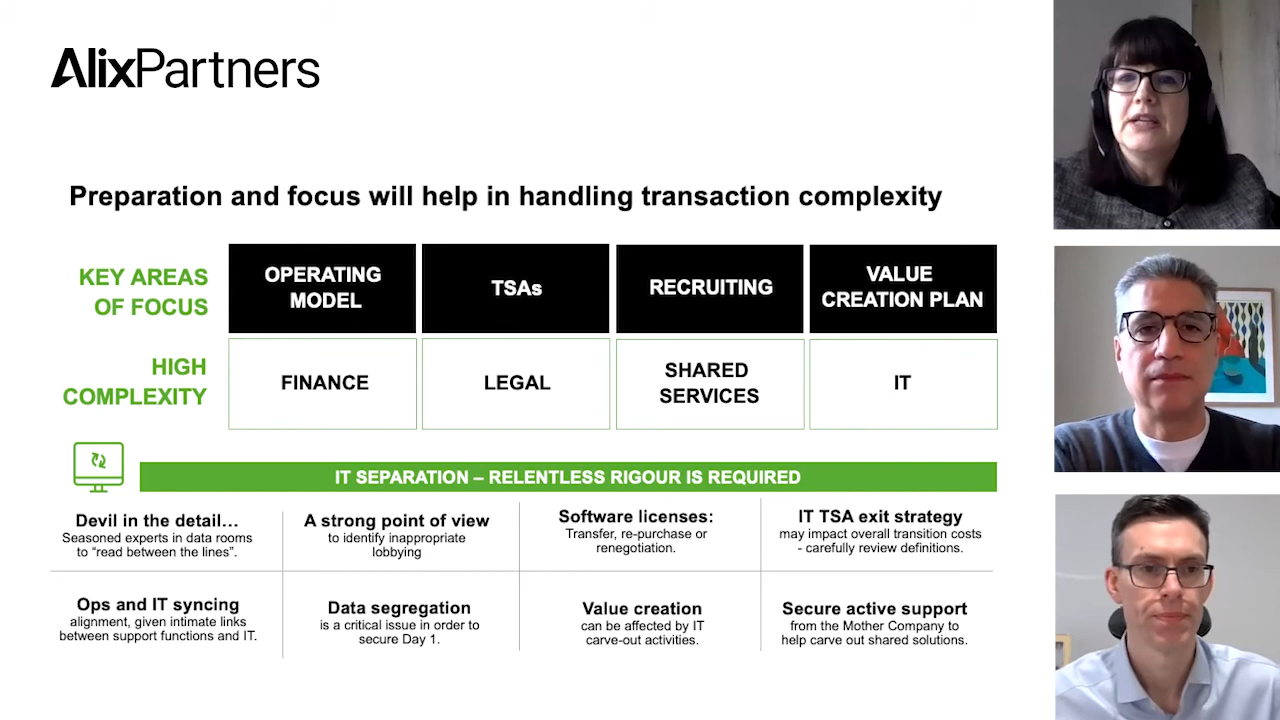 AlixPartners
Preparation and focus will help in handling transaction complexity
KEY AREAS
OF FOCUS
OPERATING
MODEL
TSAs
RECRUITING
VALUE
CREATION PLAN
HIGH
COMPLEXITY
FINANCE
LEGAL
SHARED
SERVICES
IT
IT SEPARATION – RELENTLESS RIGOUR IS REQUIRED
Devil in the detail…
Seasoned experts in data rooms
to “read between the lines”.
A strong point of view
to identify inappropriate
lobbying
Software licenses:
Transfer, re-purchase or
renegotiation.
IT TSA exit strategy
may impact overall transition costs
- carefully review definitions.
Ops and IT syncing
alignment, given intimate links
between support functions and IT.
Data segregation
is a critical issue in order to
secure Day 1.
Value creation
can be affected by IT
carve-out activities.
Secure active support
from the Mother Company to
help carve out shared solutions.